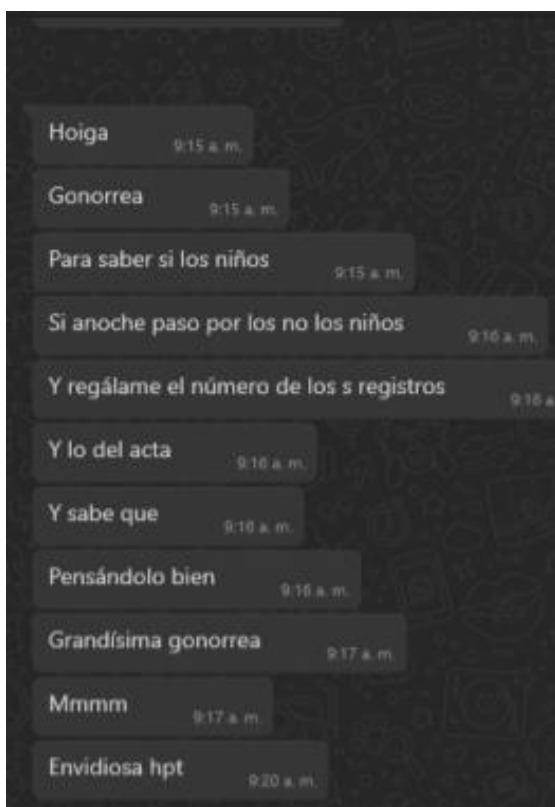 Hoiga
9:15 a. m.
Gonorrea
9:15 a. m.
Para saber si los niños
9:15 a. m.
Si anoche paso por los no los niños
9:16 a. m.
Y regálame el número de los s registros
9:16 a
Y lo del acta
9:16 a. m.
Y sabe que
9:16 a. m.
Pensándolo bien
9:16 a. m.
Grandísima gonorrea
9:17 a. m.
Mmmm
9:17 a. m.
Envidiosa hpt
9:20 a. m.